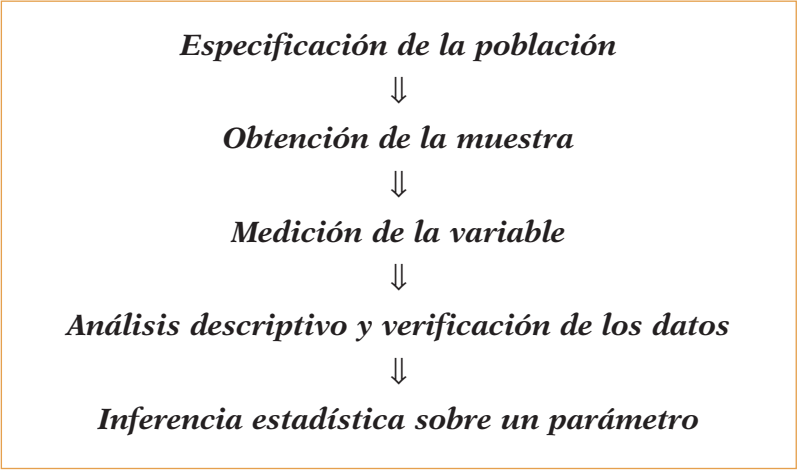 Especificación de la población
⇓
Obtención de la muestra
⇓
Medición de la variable
⇓
Análisis descriptivo y verificación de los datos
⇓
Inferencia estadística sobre un parámetro